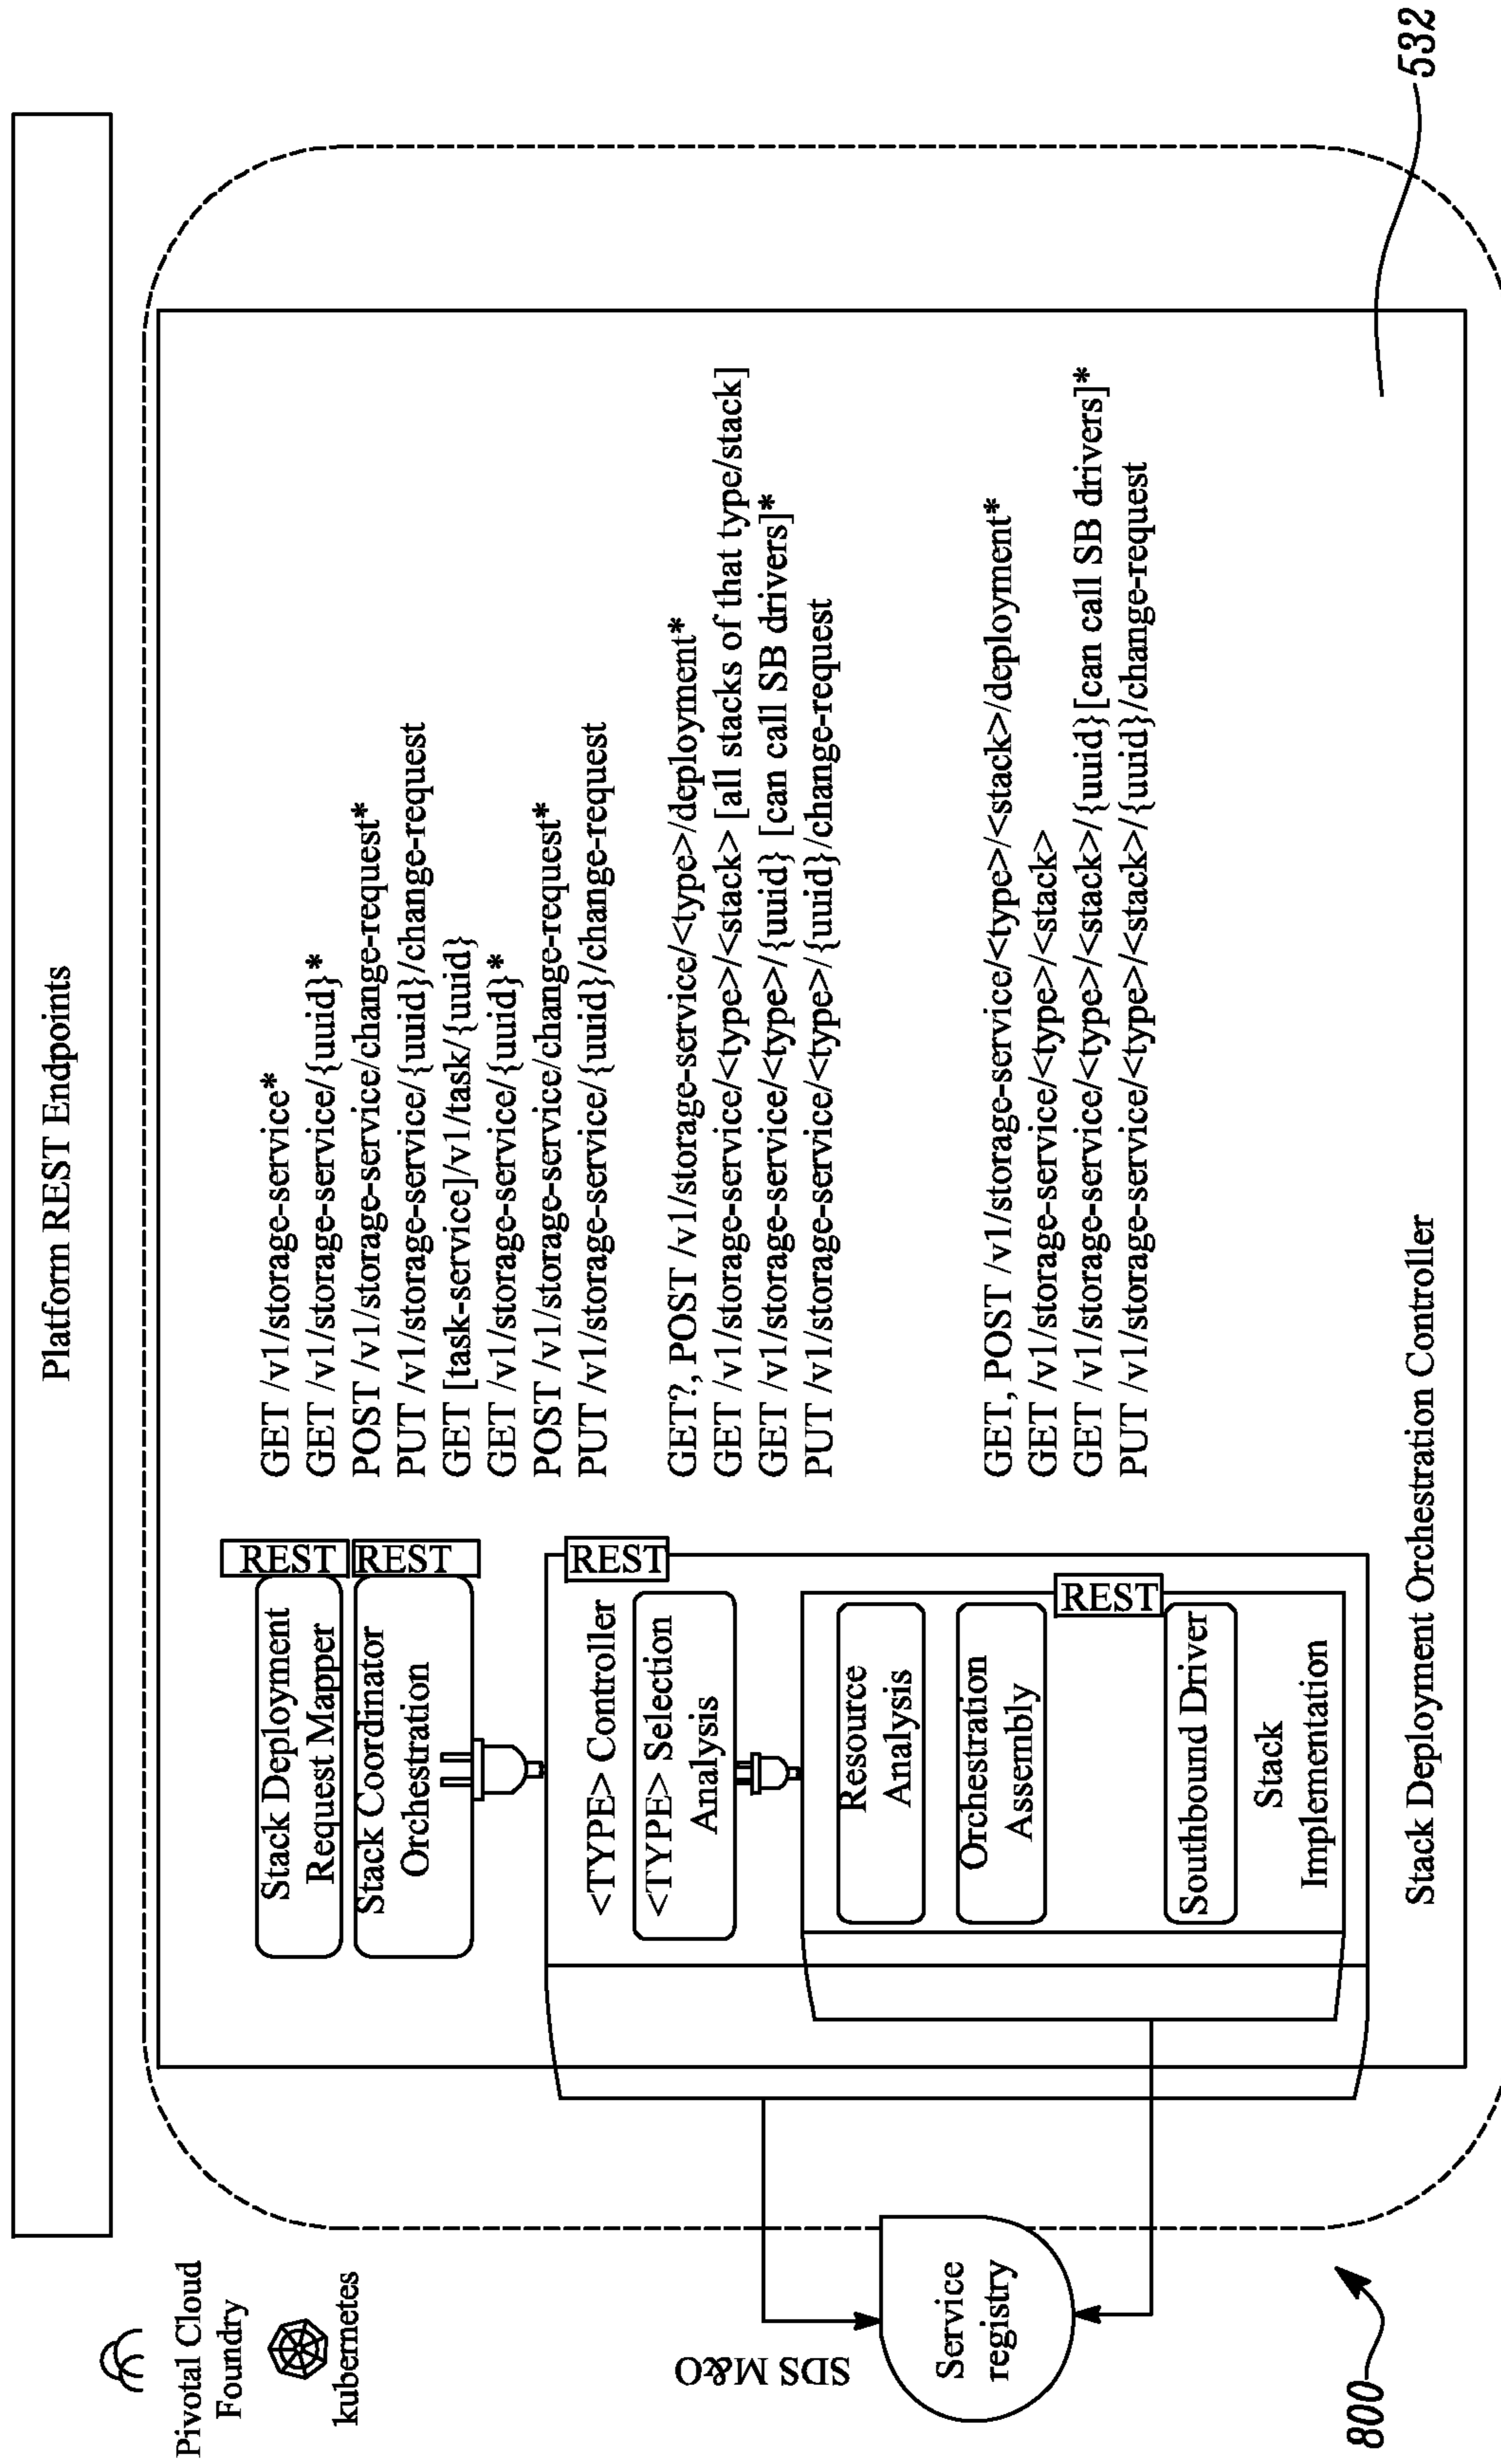 Platform REST Endpoints
Pivotal Cloud
Foundry
kubernetes
Stack Deployment
Request Mapper
REST
Stack Coordinator
Orchestration
REST
<TYPE> Controller
REST
<TYPE> Selection
Analysis
Resource
Analysis
Orchestration
Assembly
REST
Southbound Driver
Stack
Implementation
GET /v1/storage-service*
GET /v1/storage-service/{uuid}*
POST /v1/storage-service/change-request*
PUT /v1/storage-service/{uuid}/change-request
GET [task-service]/v1/task/{uuid}
GET /v1/storage-service/{uuid}*
POST /v1/storage-service/change-request*
PUT /v1/storage-service/{uuid}/change-request
GET?, POST /v1/storage-service/<type>/deployment*
GET /v1/storage-service/<type>/<stack> [all stacks of that type/stack]
GET /v1/storage-service/<type>/{uuid} [can call SB drivers]*
PUT /v1/storage-service/<type>/{uuid}/change-request
GET, POST /v1/storage-service/<type>/<stack>/deployment*
GET /v1/storage-service/<type>/<stack>
GET /v1/storage-service/<type>/<stack>/{uuid}[can call SB drivers]*
PUT /v1/storage-service/<type>/<stack>/{uuid}/change-request
SDS M&O
Service
registry
Stack Deployment Orchestration Controller
532
800